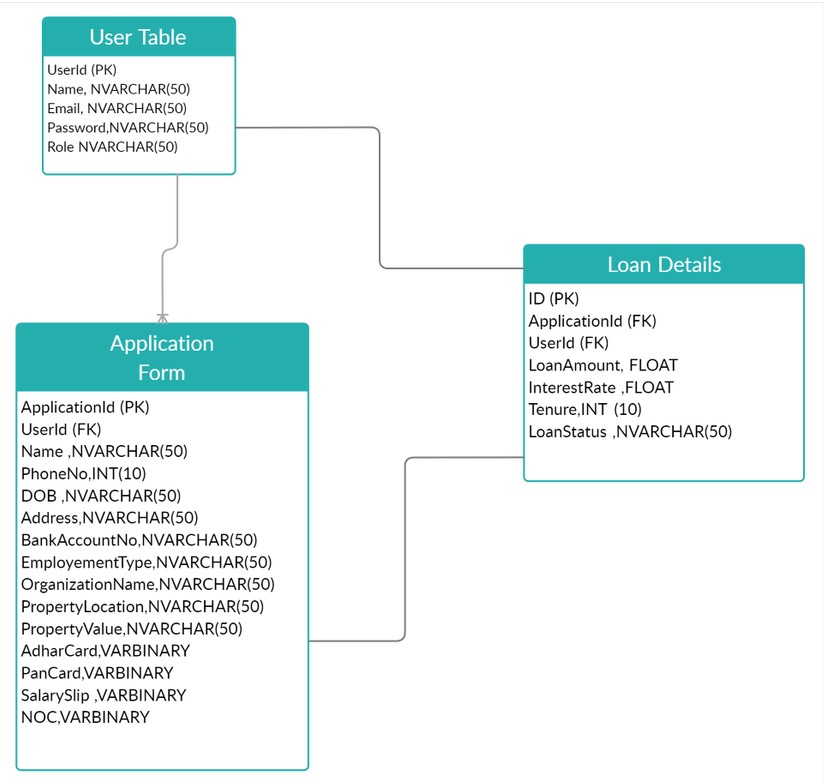 User Table
UserId (PK)
Name, NVARCHAR(50)
Email, NVARCHAR(50)
Password,NVARCHAR(50)
Role NVARCHAR(50)
Loan Details
ID (PK)
ApplicationId (FK)
UserId (FK)
LoanAmount, FLOAT
InterestRate ,FLOAT
Tenure,INT (10)
LoanStatus ,NVARCHAR(50)
Application
Form
ApplicationId (PK)
UserId (FK)
Name ,NVARCHAR(50)
PhoneNo,INT(10)
DOB ,NVARCHAR(50)
Address,NVARCHAR(50)
BankAccountNo,NVARCHAR(50)
EmployementType,NVARCHAR(50)
OrganizationName,NVARCHAR(50)
PropertyLocation,NVARCHAR(50)
PropertyValue,NVARCHAR(50)
AdharCard,VARBINARY
PanCard,VARBINARY
SalarySlip ,VARBINARY
NOC,VARBINARY